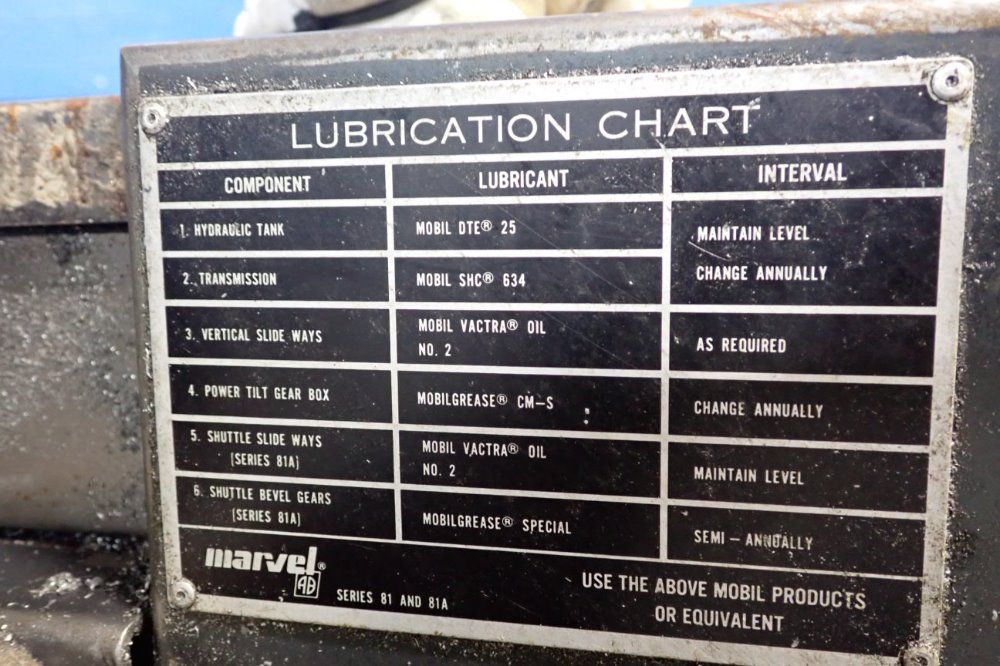 LUBRICATION CHART
COMPONENT LUBRICANT INTERVAL
1. HYDRAULIC TANK MOBIL DTE® 25 MAINTAIN LEVEL
2. TRANSMISSION MOBIL SHC® 634 CHANGE ANNUALLY
3. VERTICAL SLIDE WAYS MOBIL VACTRA® OIL
NO. 2 AS REQUIRED
4. POWER TILT GEAR BOX MOBILGREASE® CM-S CHANGE ANNUALLY
5. SHUTTLE SLIDE WAYS
[SERIES 81A] MOBIL VACTRA® OIL
NO. 2 MAINTAIN LEVEL
6. SHUTTLE BEVEL GEARS
[SERIES 81A] MOBILGREASE® SPECIAL SEMI-ANNUALLY
marvel®
AB
SERIES 81 AND 81A
USE THE ABOVE MOBIL PRODUCTS
OR EQUIVALENT